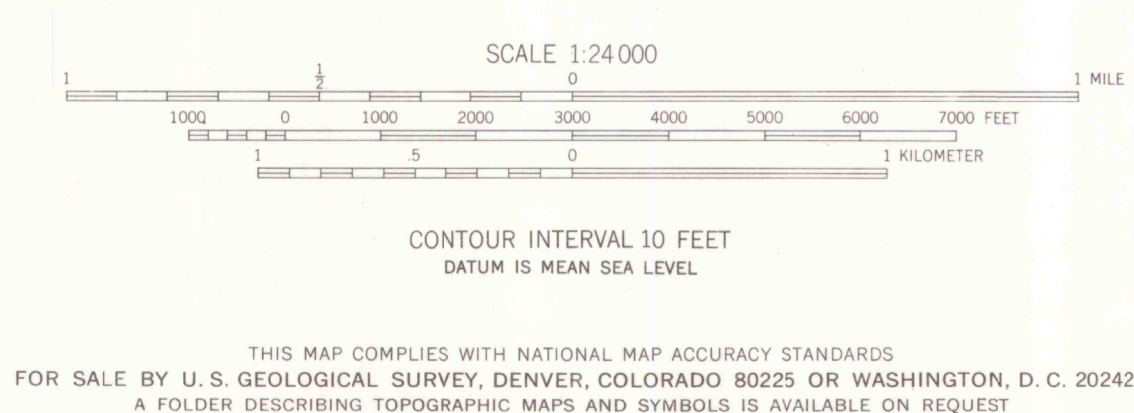 SCALE 1:24 000
1 1/2 0 1 MILE
1000 0 1000 2000 3000 4000 5000 6000 7000 FEET
1 .5 0 1 KILOMETER
CONTOUR INTERVAL 10 FEET
DATUM IS MEAN SEA LEVEL
THIS MAP COMPLIES WITH NATIONAL MAP ACCURACY STANDARDS
FOR SALE BY U. S. GEOLOGICAL SURVEY, DENVER, COLORADO 80225 OR WASHINGTON, D. C. 20242
A FOLDER DESCRIBING TOPOGRAPHIC MAPS AND SYMBOLS IS AVAILABLE ON REQUEST